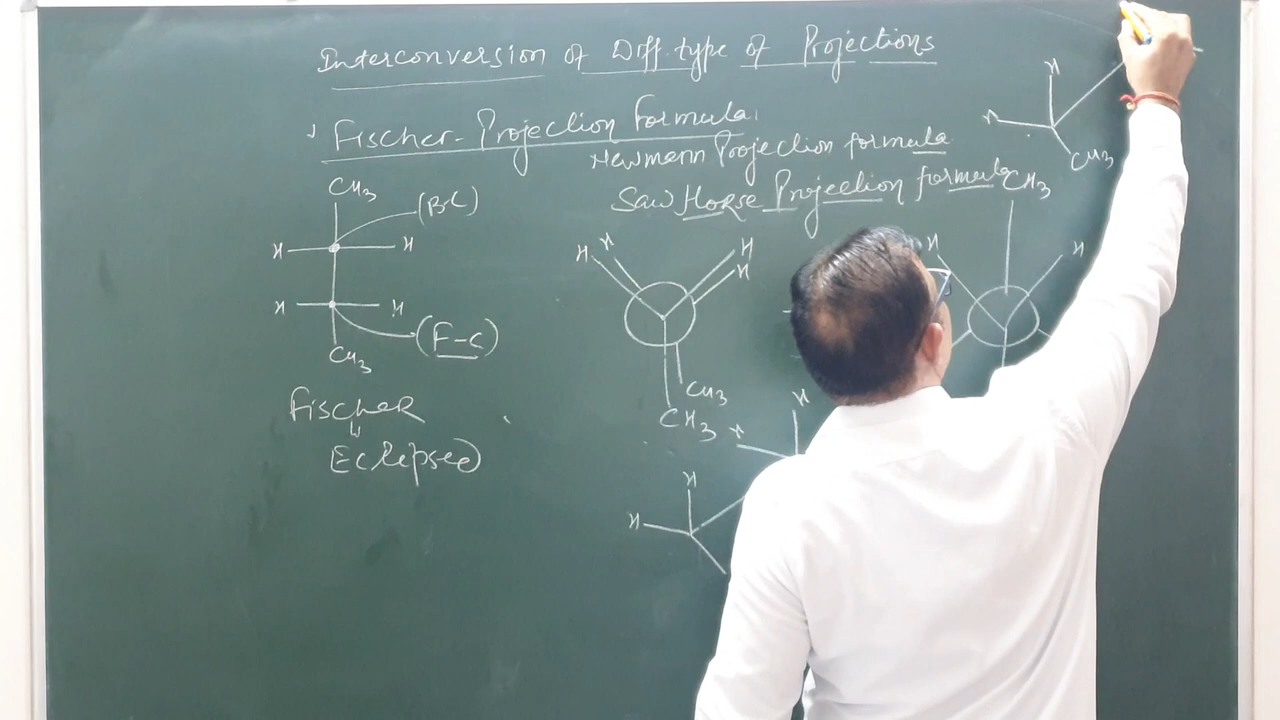 Interconversion of Diff. type of Projections
1 Fischer-Projection Formula.
Newmann Projection formula
Saw Horse Projection formula
CH3
(B-C)
H H
H H
(F-C)
CH3
Fischer
Eclipsed
H H H
H
CH3
CH3
H
H
H
H
CH3
H H
H
H
CH3